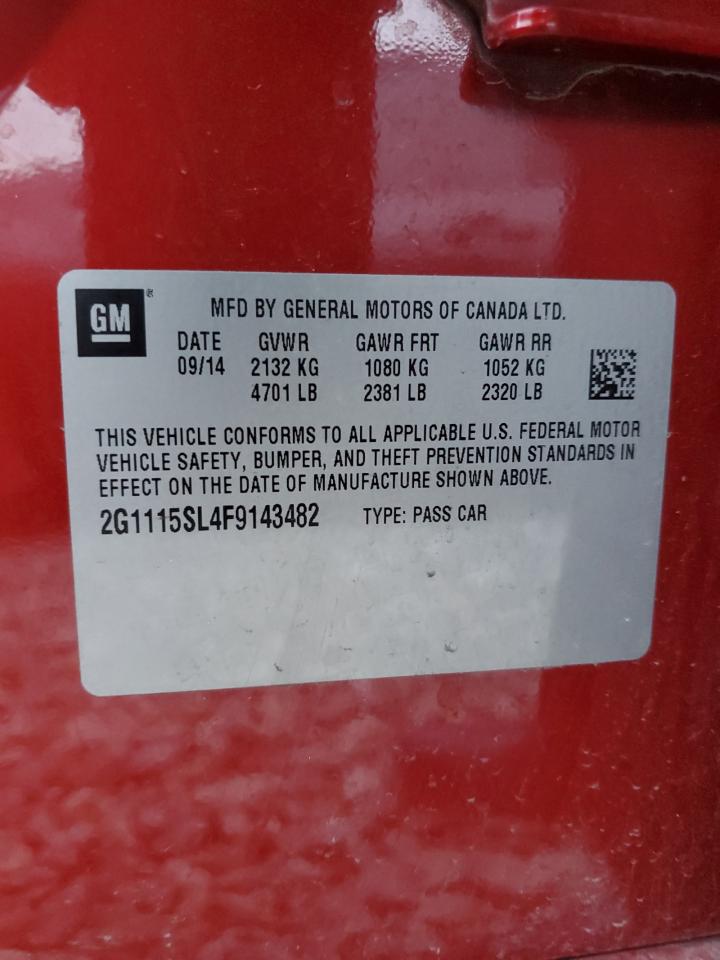 GM ®
MFD BY GENERAL MOTORS OF CANADA LTD.
DATE GVWR GAWR FRT GAWR RR
09/14 2132 KG 1080 KG 1052 KG
4701 LB 2381 LB 2320 LB
THIS VEHICLE CONFORMS TO ALL APPLICABLE U.S. FEDERAL MOTOR
VEHICLE SAFETY, BUMPER, AND THEFT PREVENTION STANDARDS IN
EFFECT ON THE DATE OF MANUFACTURE SHOWN ABOVE.
2G1115SL4F9143482 TYPE: PASS CAR